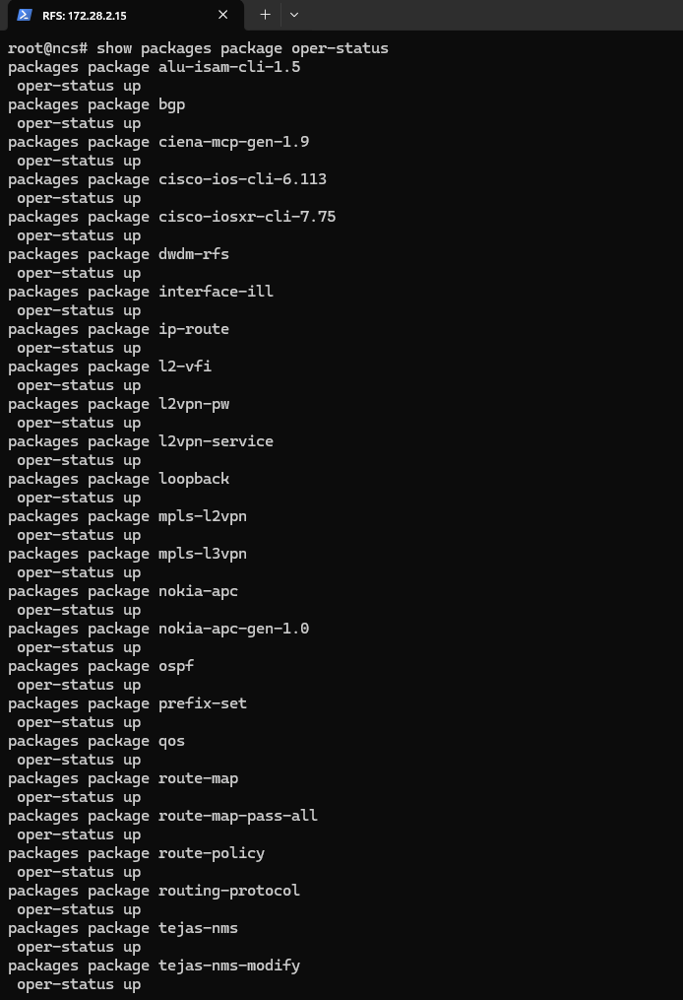 RFS: 172.28.2.15
root@ncs# show packages package oper-status
packages package alu-isam-cli-1.5
 oper-status up
packages package bgp
 oper-status up
packages package ciena-mcp-gen-1.9
 oper-status up
packages package cisco-ios-cli-6.113
 oper-status up
packages package cisco-iosxr-cli-7.75
 oper-status up
packages package dwdm-rfs
 oper-status up
packages package interface-ill
 oper-status up
packages package ip-route
 oper-status up
packages package l2-vfi
 oper-status up
packages package l2vpn-pw
 oper-status up
packages package l2vpn-service
 oper-status up
packages package loopback
 oper-status up
packages package mpls-l2vpn
 oper-status up
packages package mpls-l3vpn
 oper-status up
packages package nokia-apc
 oper-status up
packages package nokia-apc-gen-1.0
 oper-status up
packages package ospf
 oper-status up
packages package prefix-set
 oper-status up
packages package qos
 oper-status up
packages package route-map
 oper-status up
packages package route-map-pass-all
 oper-status up
packages package route-policy
 oper-status up
packages package routing-protocol
 oper-status up
packages package tejas-nms
 oper-status up
packages package tejas-nms-modify
 oper-status up